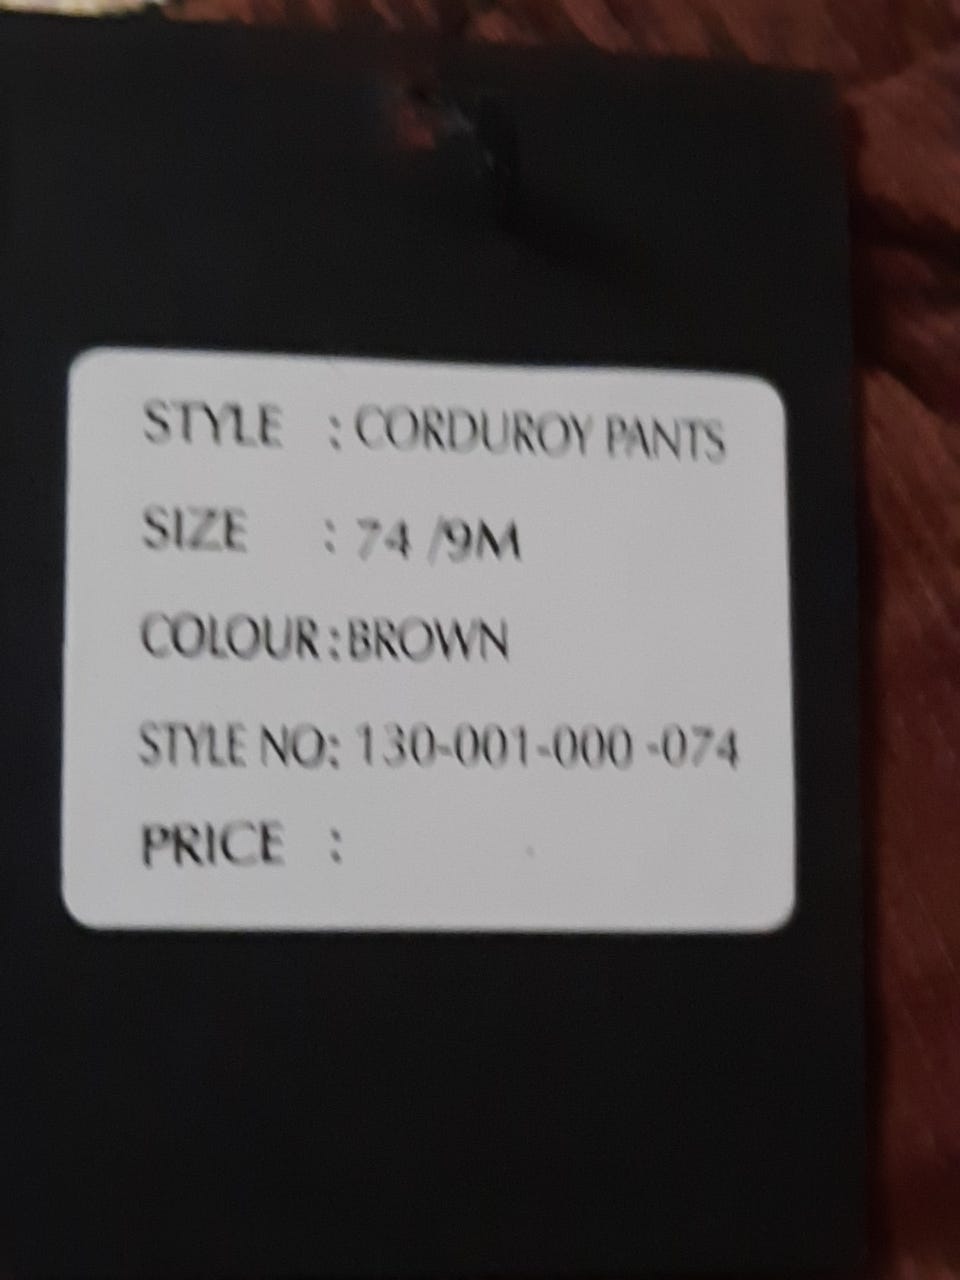 STYLE : CORDUROY PANTS
SIZE : 74 /9M
COLOUR : BROWN
STYLE NO: 130-001-000 -074
PRICE :